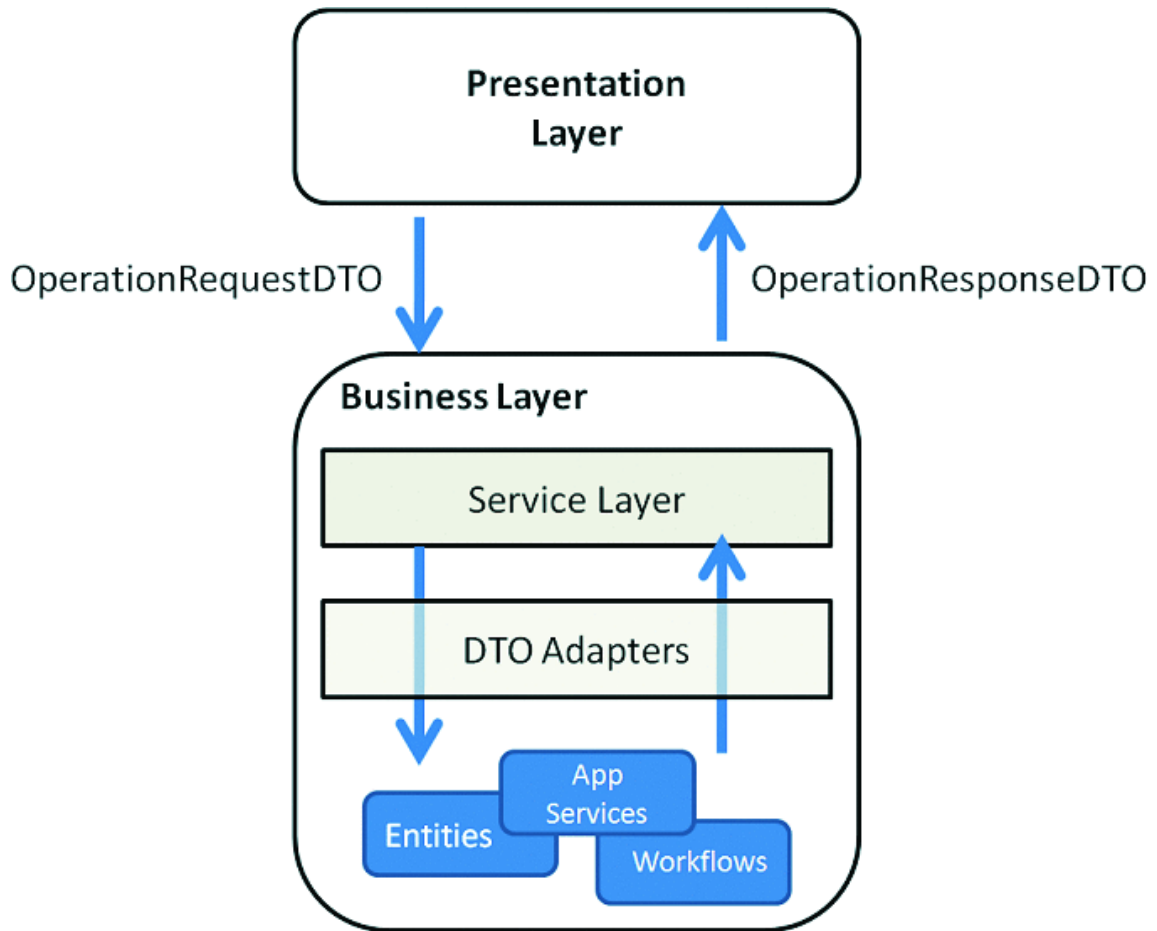 Presentation
Layer
OperationRequestDTO
OperationResponseDTO
Business Layer
Service Layer
DTO Adapters
App
Services
Entities
Workflows